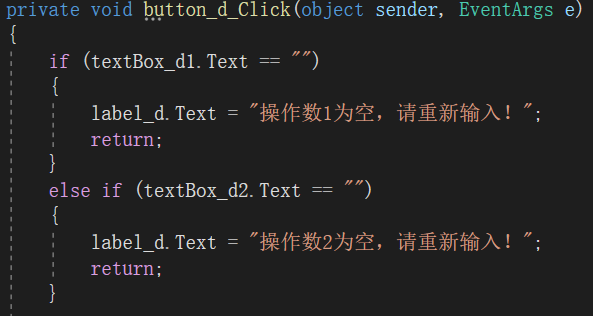 private void button_d_Click(object sender, EventArgs e)
{
if (textBox_d1.Text == "")
{
label_d.Text = "操作数1为空，请重新输入！";
return;
}
else if (textBox_d2.Text == "")
{
label_d.Text = "操作数2为空，请重新输入！";
return;
}